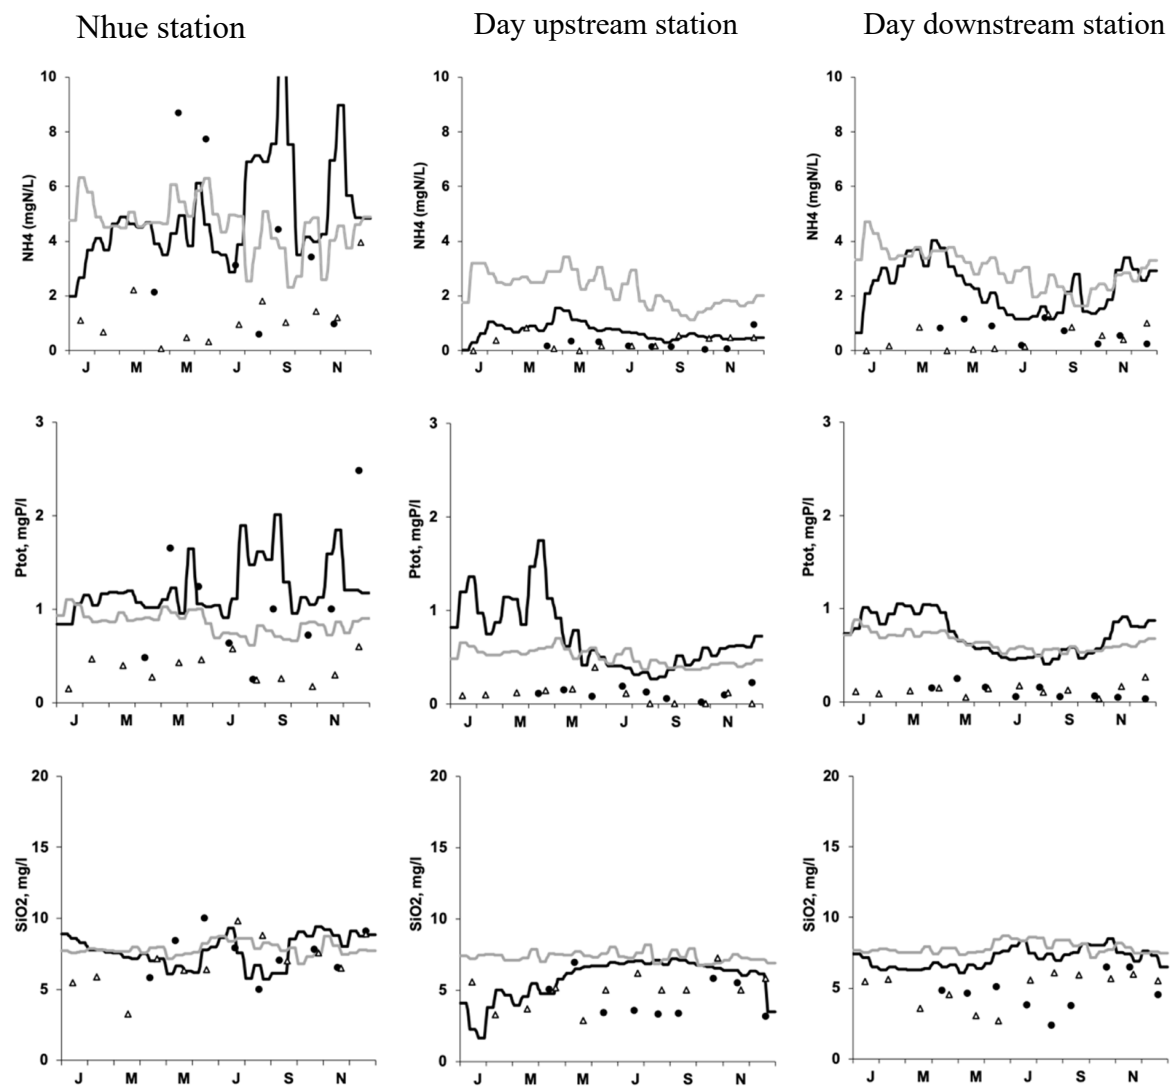 Nhue station Day upstream station Day downstream station
NH4 (mgN/L)
10
8
6
4
2
0
J M M J S N
NH4 (mgN/L)
10
8
6
4
2
0
J M M J S N
NH4 (mgN/L)
10
8
6
4
2
0
J M M J S N
Ptot, mgP/l
3
2
1
0
J M M J S N
Ptot, mgP/l
3
2
1
0
J M M J S N
Ptot, mgP/l
3
2
1
0
J M M J S N
SiO2, mg/l
20
15
10
5
0
J M M J S N
SiO2, mg/l
20
15
10
5
0
J M M J S N
SiO2, mg/l
20
15
10
5
0
J M M J S N